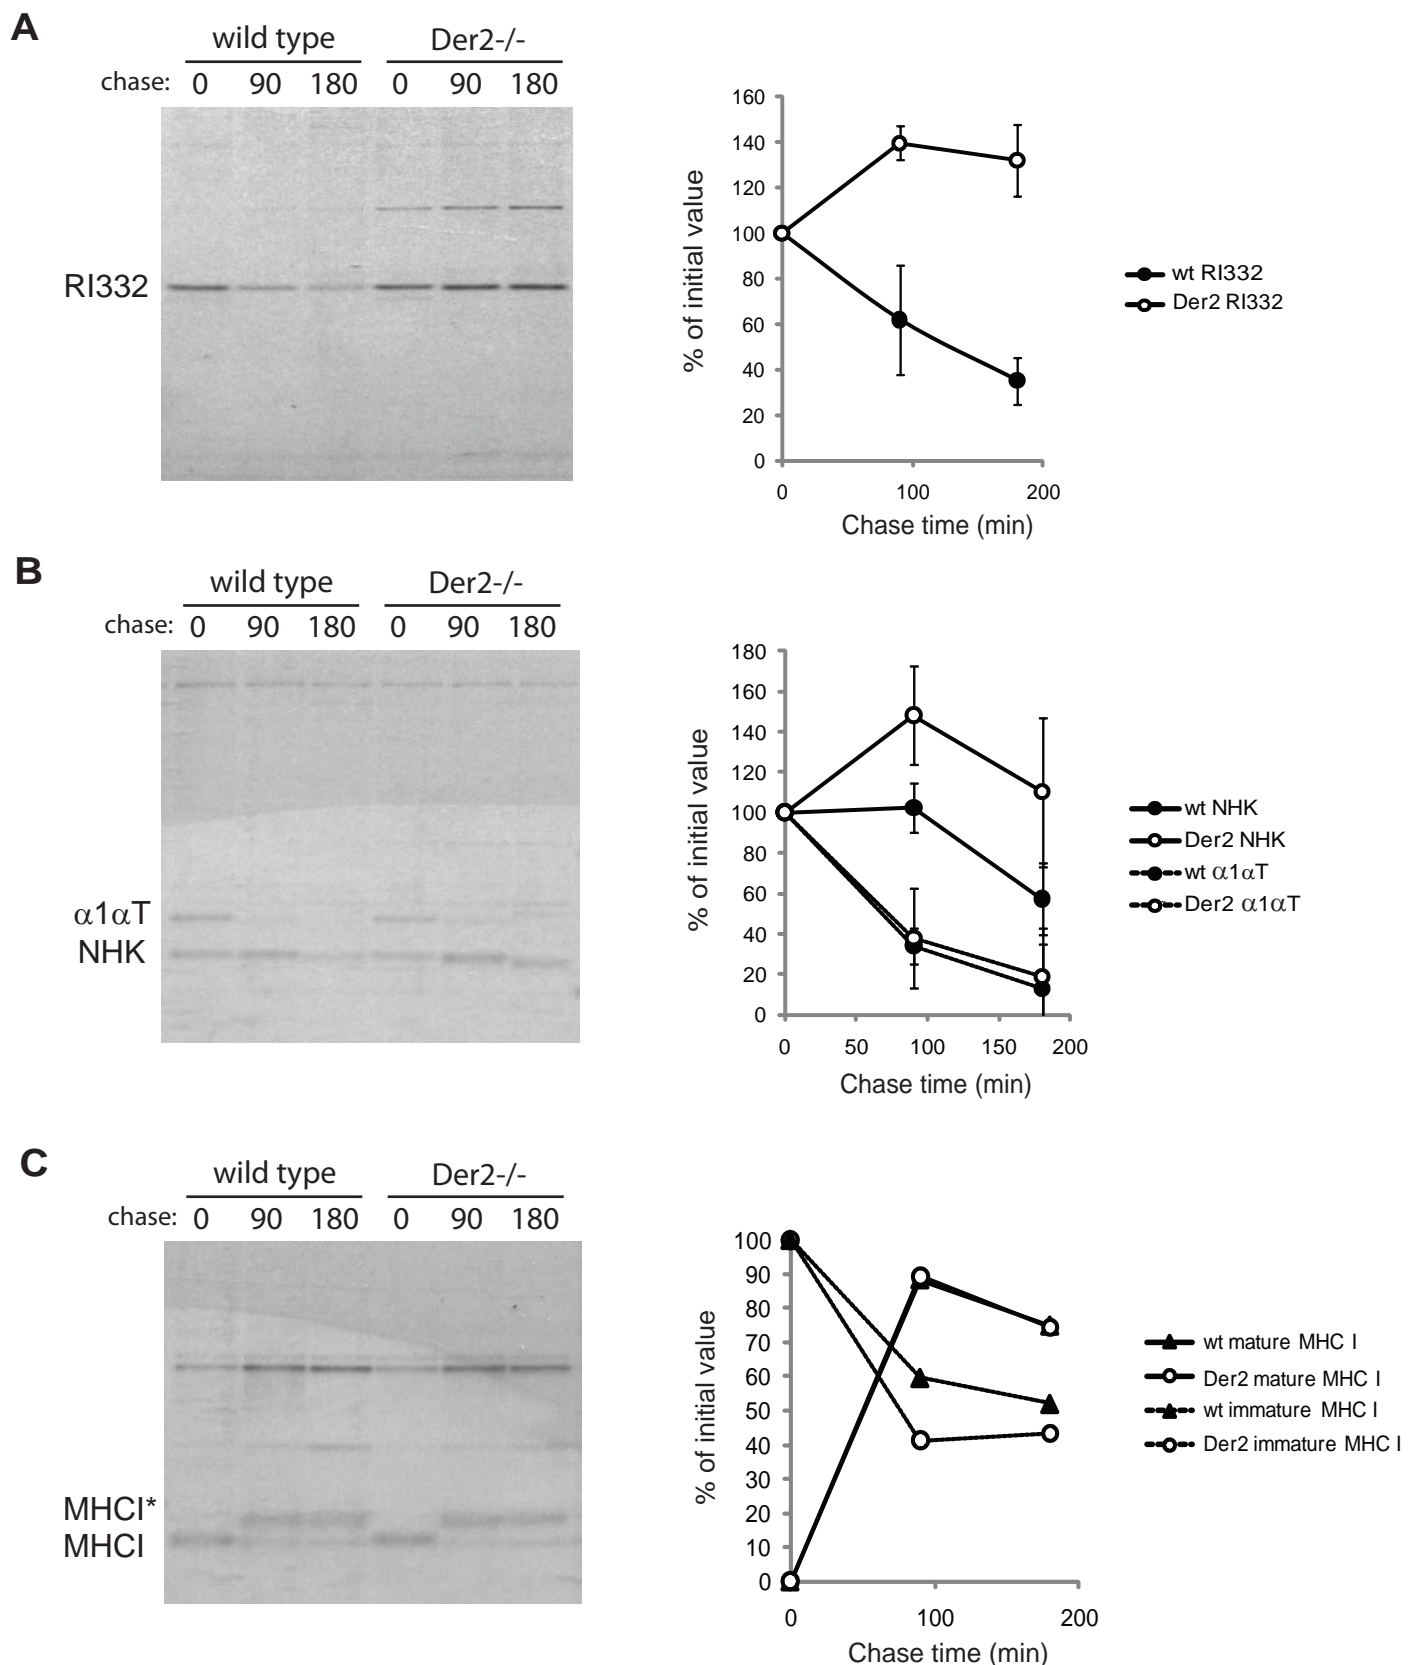 A
wild type Der2-/-
chase: 0 90 180 0 90 180
RI332
160
140
120
100
80
60
40
20
0
% of initial value
0 100 200
Chase time (min)
wt RI332
Der2 RI332
B
wild type Der2-/-
chase: 0 90 180 0 90 180
α1αT
NHK
180
160
140
120
100
80
60
40
20
0
% of initial value
0 50 100 150 200
Chase time (min)
wt NHK
Der2 NHK
wt α1αT
Der2 α1αT
C
wild type Der2-/-
chase: 0 90 180 0 90 180
MHCI*
MHCI
100
90
80
70
60
50
40
30
20
10
0
% of initial value
0 100 200
Chase time (min)
wt mature MHC I
Der2 mature MHC I
wt immature MHC I
Der2 immature MHC I